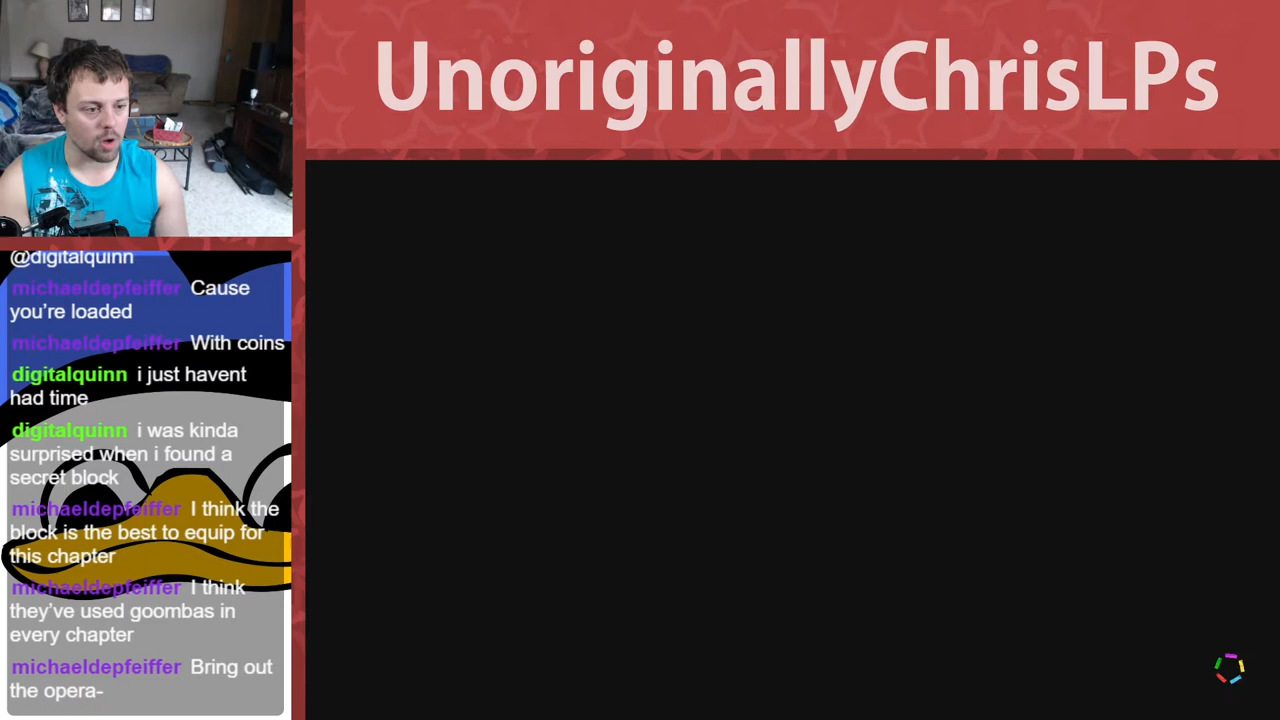 UnoriginallyChrisLPs
@digitalquinn
michaeldepfeiffer Cause
you’re loaded
michaeldepfeiffer With coins
digitalquinn i just havent
had time
digitalquinn i was kinda
surprised when i found a
secret block
michaeldepfeiffer I think the
block is the best to equip for
this chapter
michaeldepfeiffer I think
they’ve used goombas in
every chapter
michaeldepfeiffer Bring out
the opera-